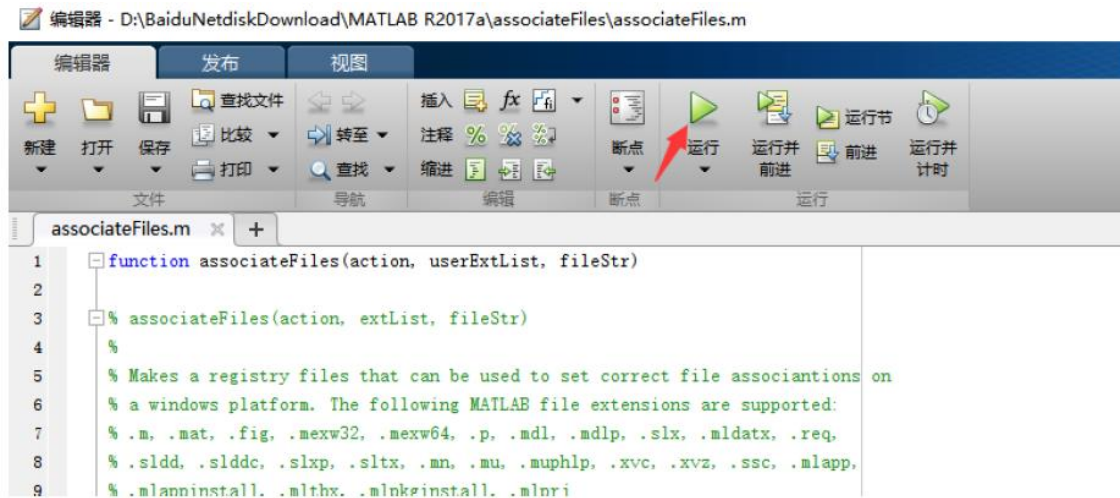 编辑器 - D:\BaiduNetdiskDownload\MATLAB R2017a\associateFiles\associateFiles.m
编辑器 发布 视图
新建 打开 保存 查找文件 比较 打印
转至 查找
插入 fx 注释 缩进
断点 运行 运行并前进 运行节 前进 运行并计时
文件 导航 编辑 断点 运行
associateFiles.m
1 function associateFiles(action, userExtList, fileStr)
2
3 % associateFiles(action, extList, fileStr)
4 %
5 % Makes a registry files that can be used to set correct file associantions on
6 % a windows platform. The following MATLAB file extensions are supported:
7 % .m, .mat, .fig, .mexw32, .mexw64, .p, .mdl, .mdlp, .slx, .mldatx, .req,
8 % .sldd, .slddc, .slxp, .sltx, .mn, .mu, .muphlp, .xvc, .xvz, .ssc, .mlapp,
9 % .mlappinstall, .mltbx, .mlpkginstall, .mlprj